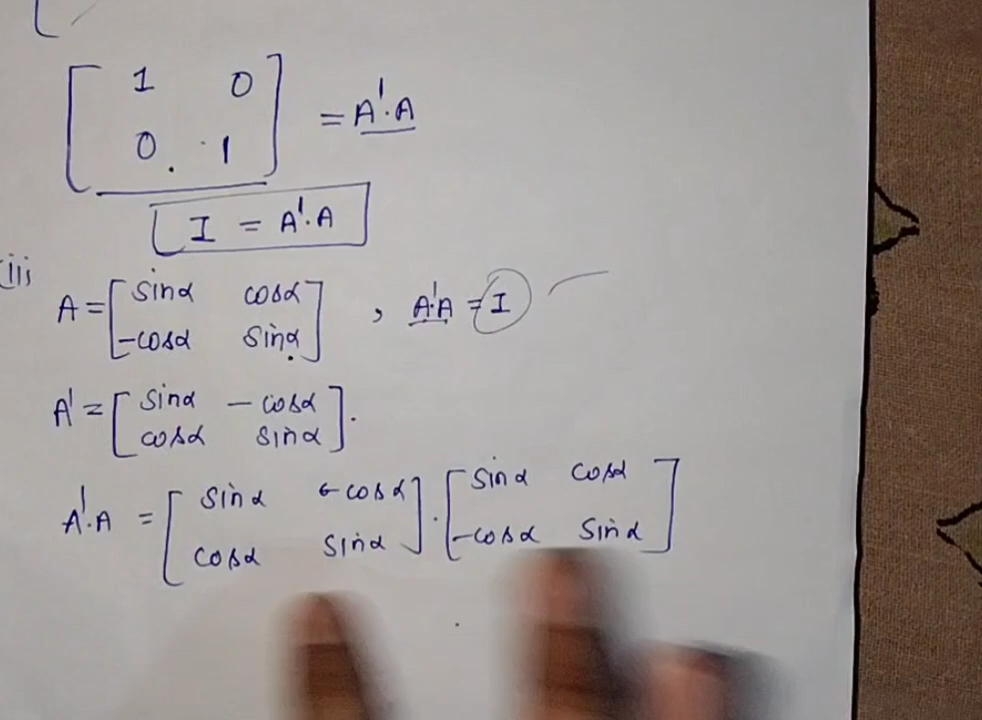 [ 1 0
0 1 ] = A'.A
I = A'.A
(ii) A = [ sinα cosα
-cosα sinα ] , A'A = I
A' = [ sinα - cosα
cosα sinα ].
A'.A = [ sinα -cosα ] . [ sinα cosα
cosα sinα -cosα sinα ]